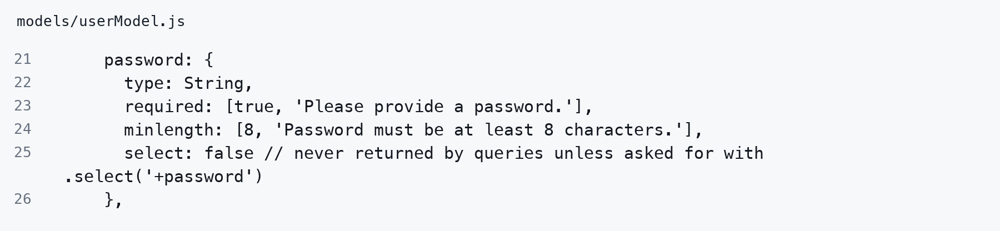 models/userModel.js
21 password: {
22 type: String,
23 required: [true, 'Please provide a password.'],
24 minlength: [8, 'Password must be at least 8 characters.'],
25 select: false // never returned by queries unless asked for with
.select('+password')
26 },